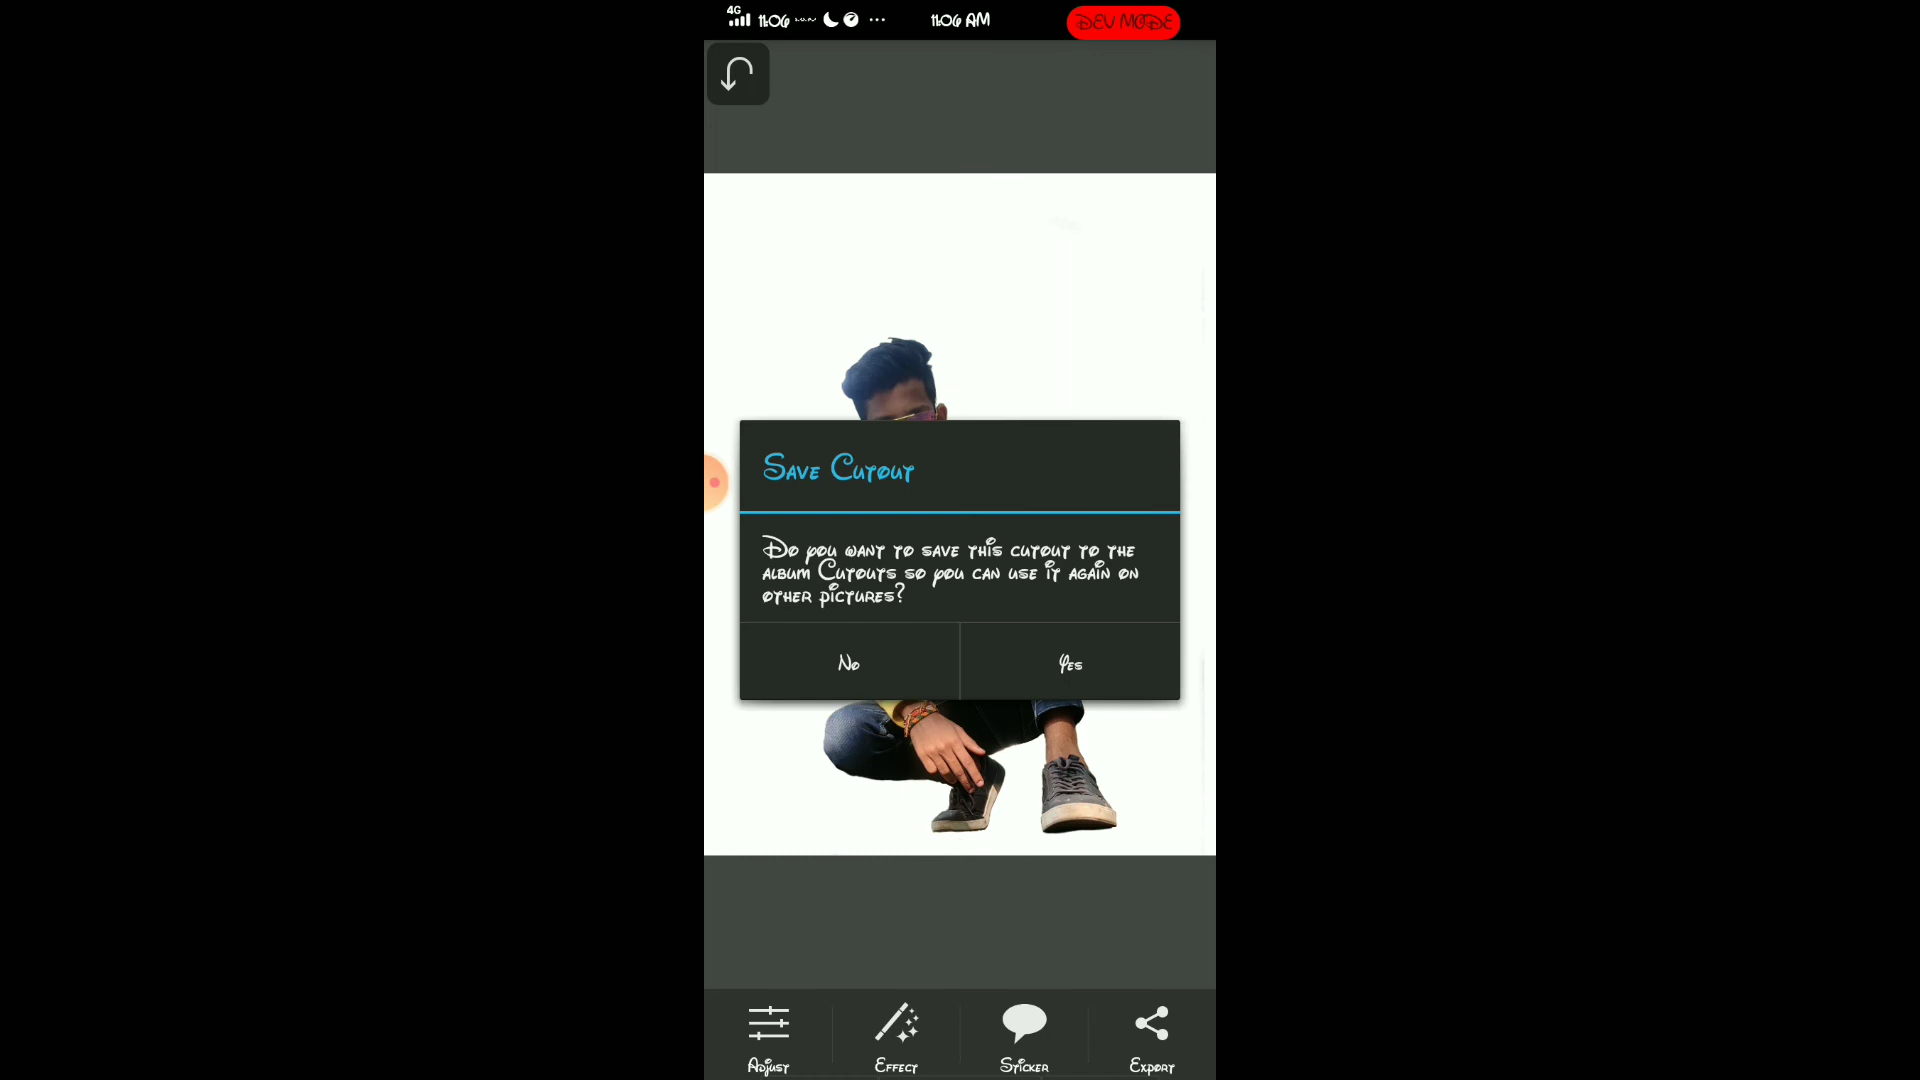 4G
11:06
11:06 AM
DEV MODE
Save Cutout
Do you want to save this cutout to the
album Cutouts so you can use it again on
other pictures?
No
Yes
Adjust
Effect
Sticker
Export